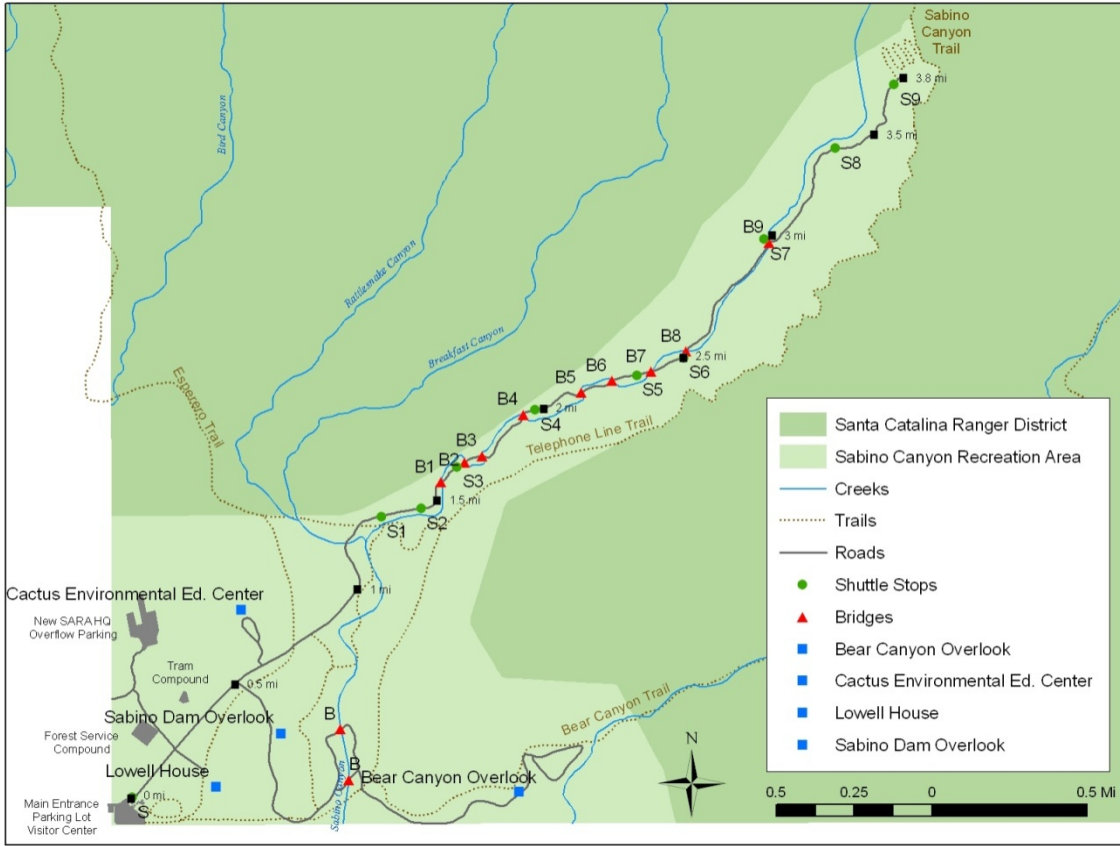 Sabino
Canyon
Trail
3.8 mi
S9
3.5 mi
S8
Bird Canyon
B9
3 mi
S7
Rattlesnake Canyon
Breakfast Canyon
B8
2.5 mi
S6
B7
S5
B6
B5
B4
2 mi
S4
Telephone Line Trail
Esperero Trail
B3
B2
S3
B1
1.5 mi
S2
S1
1 mi
Cactus Environmental Ed. Center
New SARA HQ
Overflow Parking
Tram
Compound
0.5 mi
Sabino Dam Overlook
Forest Service
Compound
B
Bear Canyon Trail
Lowell House
B
Bear Canyon Overlook
Sabino Canyon
0 mi
S
Main Entrance
Parking Lot
Visitor Center
Santa Catalina Ranger District
Sabino Canyon Recreation Area
Creeks
Trails
Roads
Shuttle Stops
Bridges
Bear Canyon Overlook
Cactus Environmental Ed. Center
Lowell House
Sabino Dam Overlook
N
0.5 0.25 0 0.5 Mi